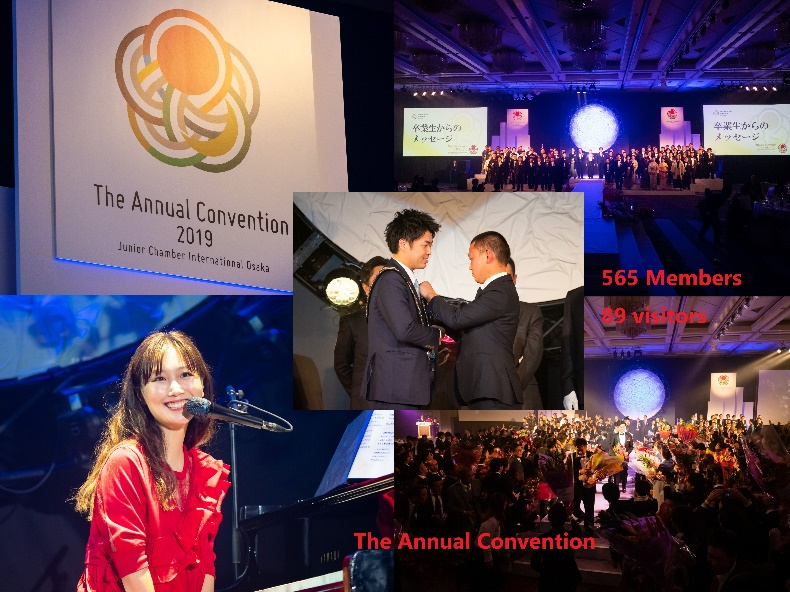 The Annual Convention
2019
Junior Chamber International Osaka
卒業生からの
メッセージ
卒業生からの
メッセージ
565 Members
89 visitors
The Annual Convention